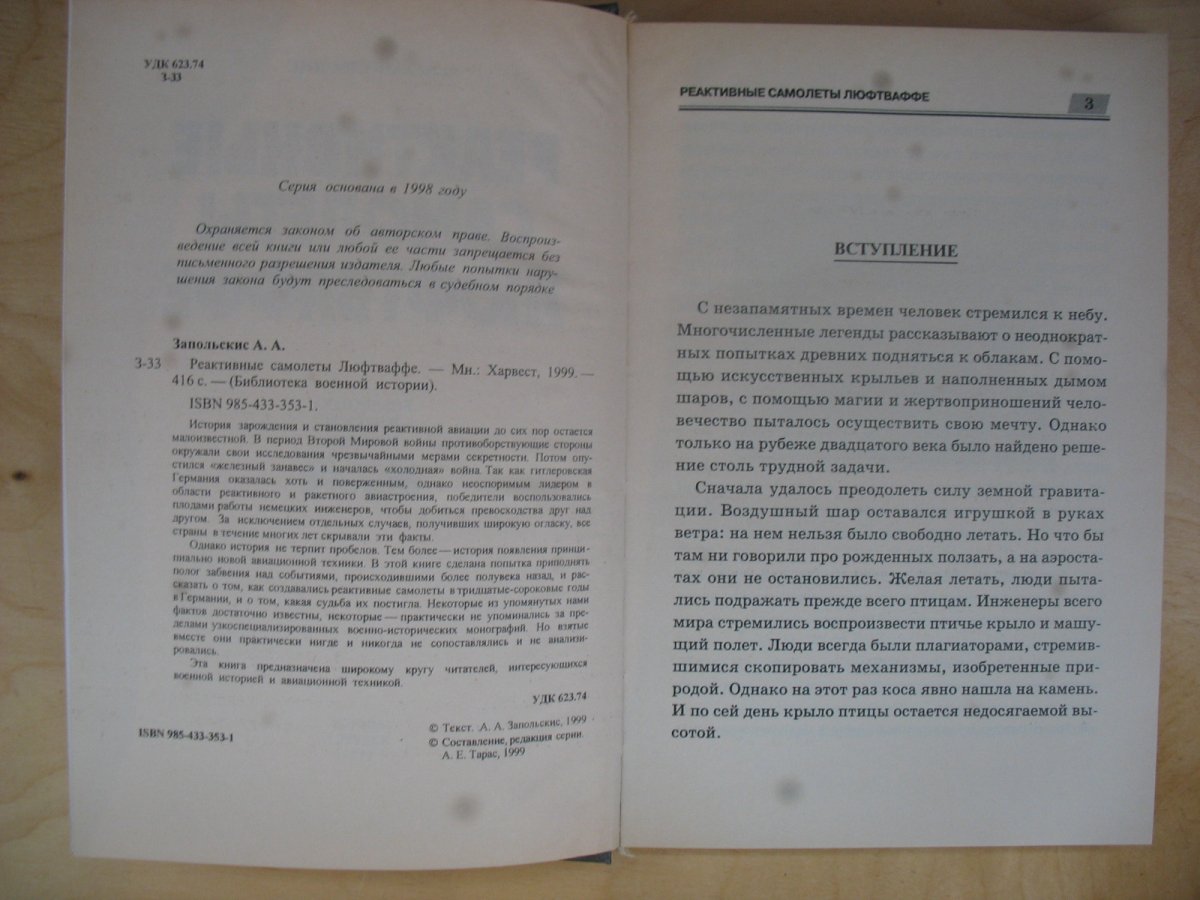 УДК 623.74
З-33
Серия основана в 1998 году
Охраняется законом об авторском праве. Воспроиз-
ведение всей книги или любой ее части запрещается без
письменного разрешения издателя. Любые попытки нару-
шения закона будут преследоваться в судебном порядке
Запольскис А. А.
З-33 Реактивные самолеты Люфтваффе. — Мн.: Харвест, 1999.—
416 с. — (Библиотека военной истории).
ISBN 985-433-353-1.
История зарождения и становления реактивной авиации до сих пор остается
малоизвестной. В период Второй Мировой войны противоборствующие стороны
окружали свои исследования чрезвычайными мерами секретности. Потом опу-
стился «железный занавес» и началась «холодная» война. Так как гитлеровская
Германия оказалась хоть и поверженным, однако неоспоримым лидером в
области реактивного и ракетного авиастроения, победители воспользовались
плодами работы немецких инженеров, чтобы добиться превосходства друг над
другом. За исключением отдельных случаев, получивших широкую огласку, все
страны в течение многих лет скрывали эти факты.
Однако история не терпит пробелов. Тем более — история появления принци-
пиально новой авиационной техники. В этой книге сделана попытка приподнять
полог забвения над событиями, происходившими более полувека назад, и рас-
сказать о том, как создавались реактивные самолеты в тридцатые-сороковые годы
в Германии, и о том, какая судьба их постигла. Некоторые из упомянутых нами
фактов достаточно известны, некоторые — практически не упоминались за пре-
делами узкоспециализированных военно-исторических монографий. Но взятые
вместе они практически нигде и никогда не сопоставлялись и не анализи-
ровались.
Эта книга предназначена широкому кругу читателей, интересующихся
военной историей и авиационной техникой.
УДК 623.74
ISBN 985-433-353-1
© Текст. А. А. Запольскис, 1999
© Составление, редакция серии.
А. Е. Тарас, 1999
РЕАКТИВНЫЕ САМОЛЕТЫ ЛЮФТВАФФЕ 3
ВСТУПЛЕНИЕ
С незапамятных времен человек стремился к небу.
Многочисленные легенды рассказывают о неоднократ-
ных попытках древних подняться к облакам. С помо-
щью искусственных крыльев и наполненных дымом
шаров, с помощью магии и жертвоприношений чело-
вечество пыталось осуществить свою мечту. Однако
только на рубеже двадцатого века было найдено реше-
ние столь трудной задачи.
Сначала удалось преодолеть силу земной гравита-
ции. Воздушный шар оставался игрушкой в руках
ветра: на нем нельзя было свободно летать. Но что бы
там ни говорили про рожденных ползать, а на аэроста-
тах они не остановились. Желая летать, люди пыта-
лись подражать прежде всего птицам. Инженеры всего
мира стремились воспроизвести птичье крыло и машу-
щий полет. Люди всегда были плагиаторами, стремив-
шимися скопировать механизмы, изобретенные при-
родой. Однако на этот раз коса явно нашла на камень.
И по сей день крыло птицы остается недосягаемой вы-
сотой.